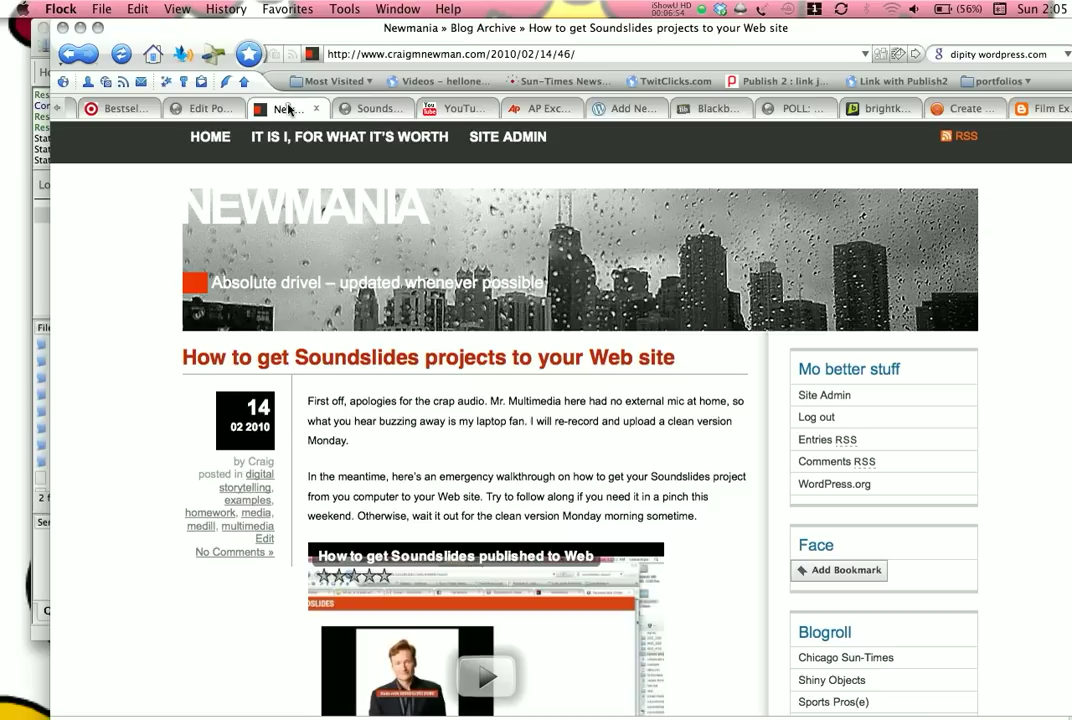 Flock File Edit View History Favorites Tools Window Help iShowU HD 00:06:54 1 (56%) Sun 2:05
Newmania » Blog Archive » How to get Soundslides projects to your Web site
http://www.craigmnewman.com/2010/02/14/46/ dipity wordpress.com
Most Visited Videos – hellone... Sun-Times News... TwitClicks.com Publish 2 : link j... Link with Publish2 portfolios
Bestsel... Edit Po... Ne... Sounds... YouTu... AP Exc... Add Ne... Blackb... POLL: ... brightk... Create ... Film Ex
HOME IT IS I, FOR WHAT IT'S WORTH SITE ADMIN RSS
NEWMANIA
Absolute drivel – updated whenever possible
How to get Soundslides projects to your Web site
14
02 2010
by Craig
posted in digital
storytelling,
examples,
homework, media,
medill, multimedia
Edit
No Comments »
First off, apologies for the crap audio. Mr. Multimedia here had no external mic at home, so
what you hear buzzing away is my laptop fan. I will re-record and upload a clean version
Monday.
In the meantime, here's an emergency walkthrough on how to get your Soundslides project
from you computer to your Web site. Try to follow along if you need it in a pinch this
weekend. Otherwise, wait it out for the clean version Monday morning sometime.
How to get Soundslides published to Web
Mo better stuff
Site Admin
Log out
Entries RSS
Comments RSS
WordPress.org
Face
Add Bookmark
Blogroll
Chicago Sun-Times
Shiny Objects
Sports Pros(e)